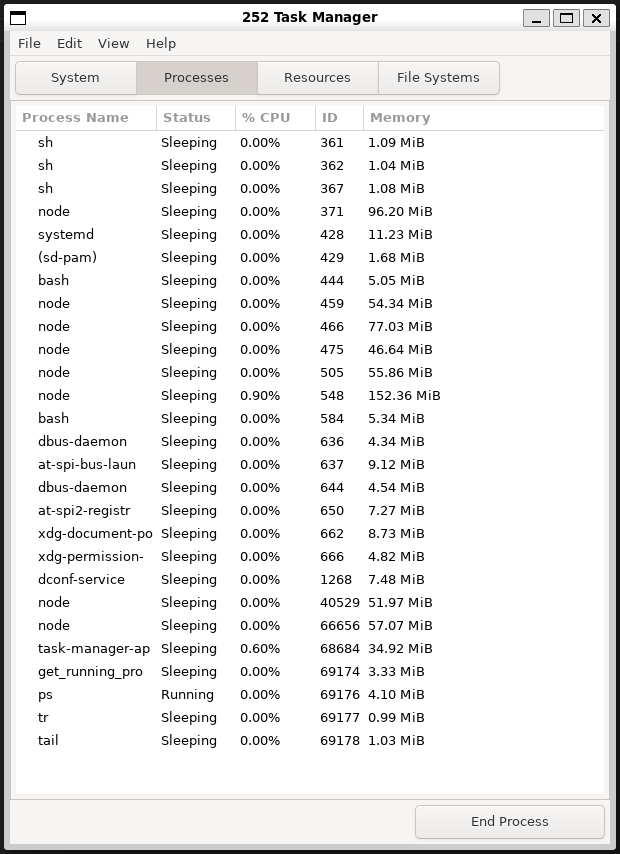 252 Task Manager
File Edit View Help
System Processes Resources File Systems
Process Name Status % CPU ID Memory
sh Sleeping 0.00% 361 1.09 MiB
sh Sleeping 0.00% 362 1.04 MiB
sh Sleeping 0.00% 367 1.08 MiB
node Sleeping 0.00% 371 96.20 MiB
systemd Sleeping 0.00% 428 11.23 MiB
(sd-pam) Sleeping 0.00% 429 1.68 MiB
bash Sleeping 0.00% 444 5.05 MiB
node Sleeping 0.00% 459 54.34 MiB
node Sleeping 0.00% 466 77.03 MiB
node Sleeping 0.00% 475 46.64 MiB
node Sleeping 0.00% 505 55.86 MiB
node Sleeping 0.90% 548 152.36 MiB
bash Sleeping 0.00% 584 5.34 MiB
dbus-daemon Sleeping 0.00% 636 4.34 MiB
at-spi-bus-laun Sleeping 0.00% 637 9.12 MiB
dbus-daemon Sleeping 0.00% 644 4.54 MiB
at-spi2-registr Sleeping 0.00% 650 7.27 MiB
xdg-document-po Sleeping 0.00% 662 8.73 MiB
xdg-permission- Sleeping 0.00% 666 4.82 MiB
dconf-service Sleeping 0.00% 1268 7.48 MiB
node Sleeping 0.00% 40529 51.97 MiB
node Sleeping 0.00% 66656 57.07 MiB
task-manager-ap Sleeping 0.60% 68684 34.92 MiB
get_running_pro Sleeping 0.00% 69174 3.33 MiB
ps Running 0.00% 69176 4.10 MiB
tr Sleeping 0.00% 69177 0.99 MiB
tail Sleeping 0.00% 69178 1.03 MiB
End Process